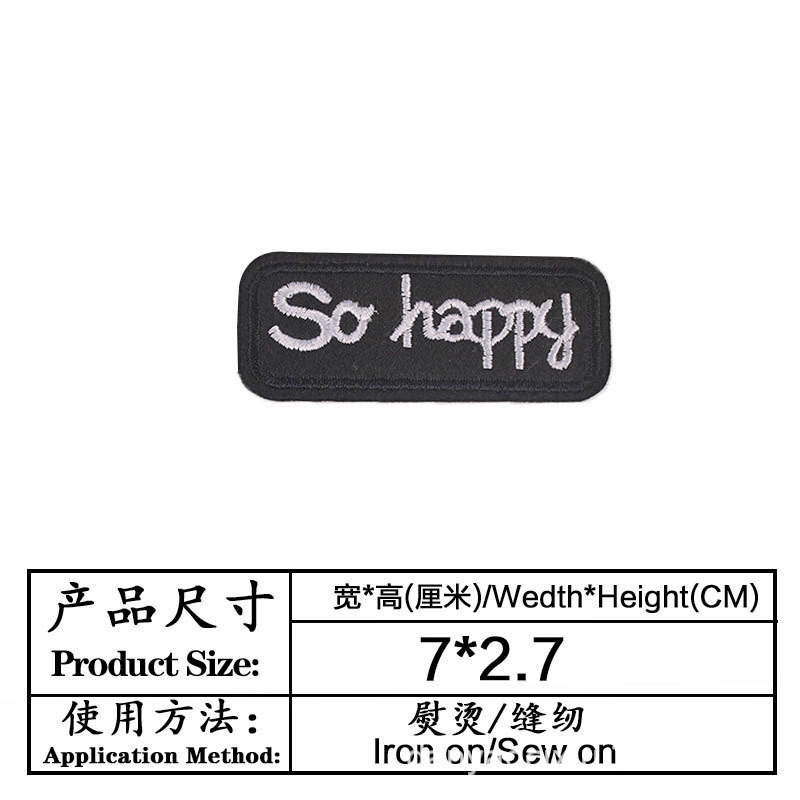 So happy
产品尺寸
Product Size:
宽*高(厘米)/Wedth*Height(CM)
7*2.7
使用方法：
Application Method:
熨烫/缝纫
Iron on/Sew on